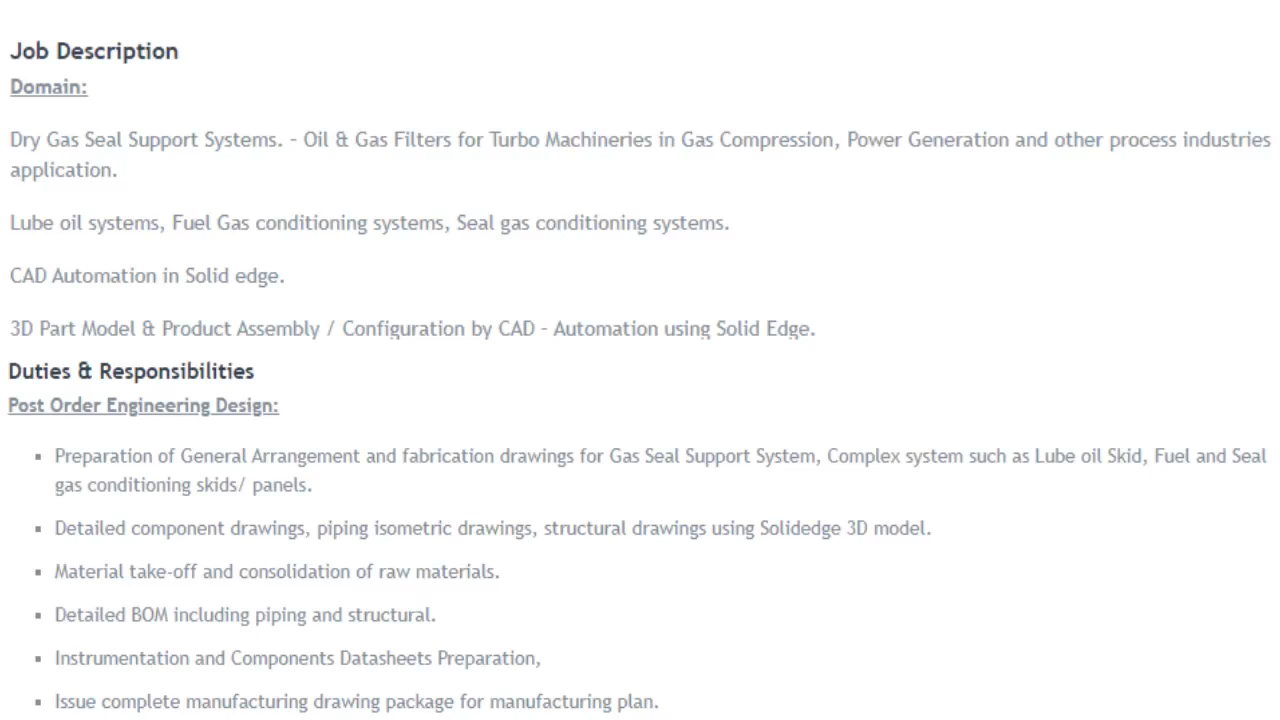 Job Description
Domain:
Dry Gas Seal Support Systems. - Oil & Gas Filters for Turbo Machineries in Gas Compression, Power Generation and other process industries
application.
Lube oil systems, Fuel Gas conditioning systems, Seal gas conditioning systems.
CAD Automation in Solid edge.
3D Part Model & Product Assembly / Configuration by CAD - Automation using Solid Edge.
Duties & Responsibilities
Post Order Engineering Design:
▪ Preparation of General Arrangement and fabrication drawings for Gas Seal Support System, Complex system such as Lube oil Skid, Fuel and Seal
gas conditioning skids/ panels.
▪ Detailed component drawings, piping isometric drawings, structural drawings using Solidedge 3D model.
▪ Material take-off and consolidation of raw materials.
▪ Detailed BOM including piping and structural.
▪ Instrumentation and Components Datasheets Preparation,
▪ Issue complete manufacturing drawing package for manufacturing plan.